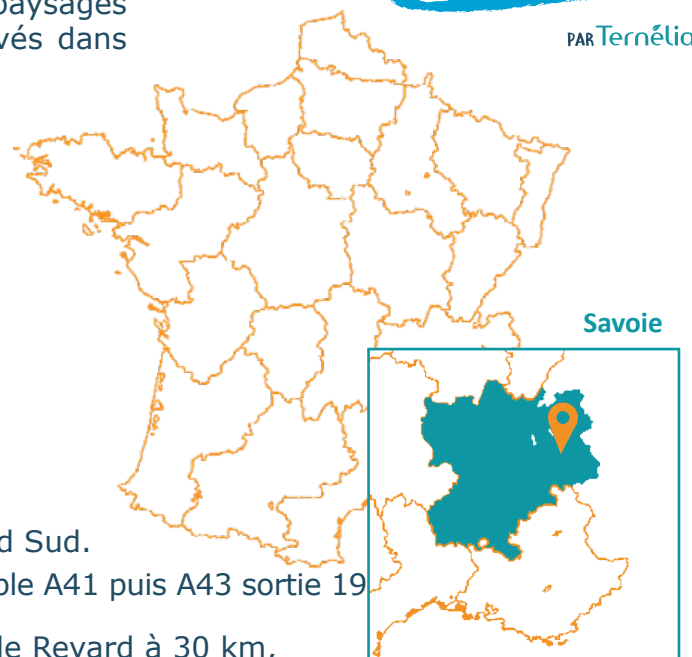 paysages
vés dans
PAR Ternélia
Savoie
d Sud.
ble A41 puis A43 sortie 19
le Revard à 30 km,